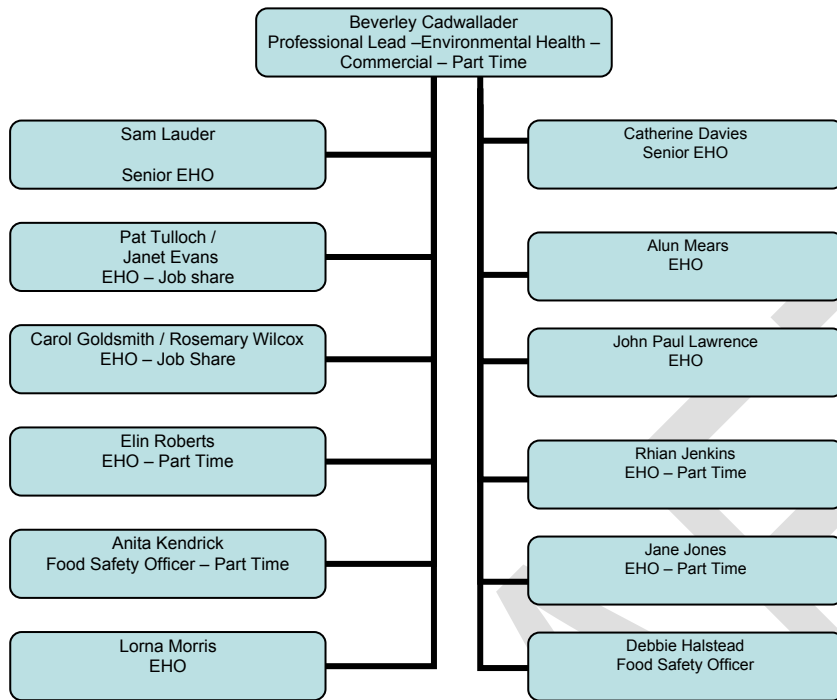 Beverley Cadwallader
Professional Lead –Environmental Health –
Commercial – Part Time
Sam Lauder
Senior EHO
Pat Tulloch /
Janet Evans
EHO – Job share
Carol Goldsmith / Rosemary Wilcox
EHO – Job Share
Elin Roberts
EHO – Part Time
Anita Kendrick
Food Safety Officer – Part Time
Lorna Morris
EHO
Catherine Davies
Senior EHO
Alun Mears
EHO
John Paul Lawrence
EHO
Rhian Jenkins
EHO – Part Time
Jane Jones
EHO – Part Time
Debbie Halstead
Food Safety Officer